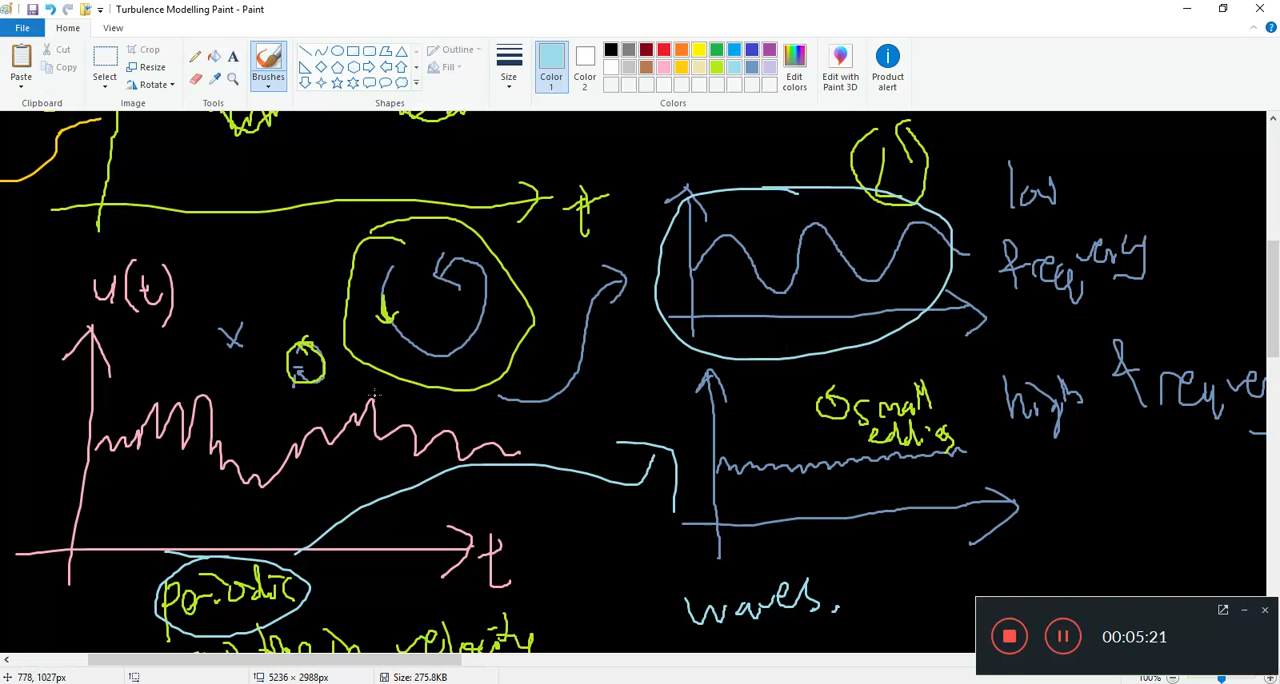 Turbulence Modelling Paint - Paint
File
Home
View
Paste
Cut
Copy
Clipboard
Select
Crop
Resize
Rotate
Image
Tools
Brushes
Shapes
Outline
Fill
Size
Color
1
Color
2
Edit
colors
Colors
Edit with
Paint 3D
Product
alert
t
low
frequency
u(t)
x
high freque
small
eddies
t
periodic
waves.
velocity
00:05:21
778, 1027px
5236 × 2988px
Size: 275.8KB
100%